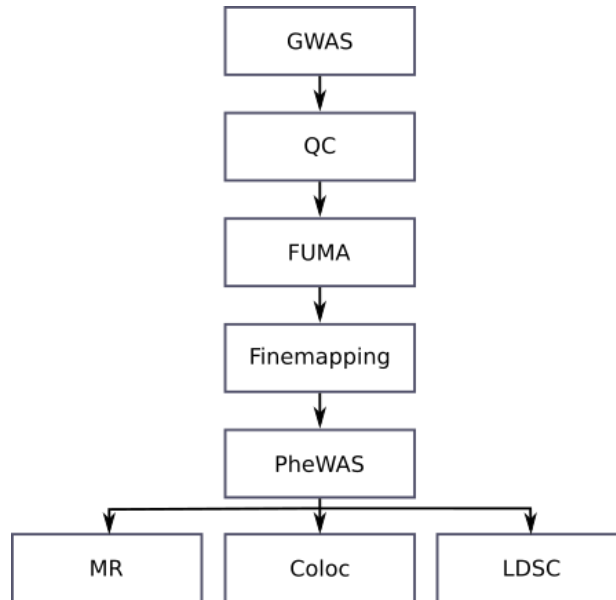 GWAS
QC
FUMA
Finemapping
PheWAS
MR
Coloc
LDSC